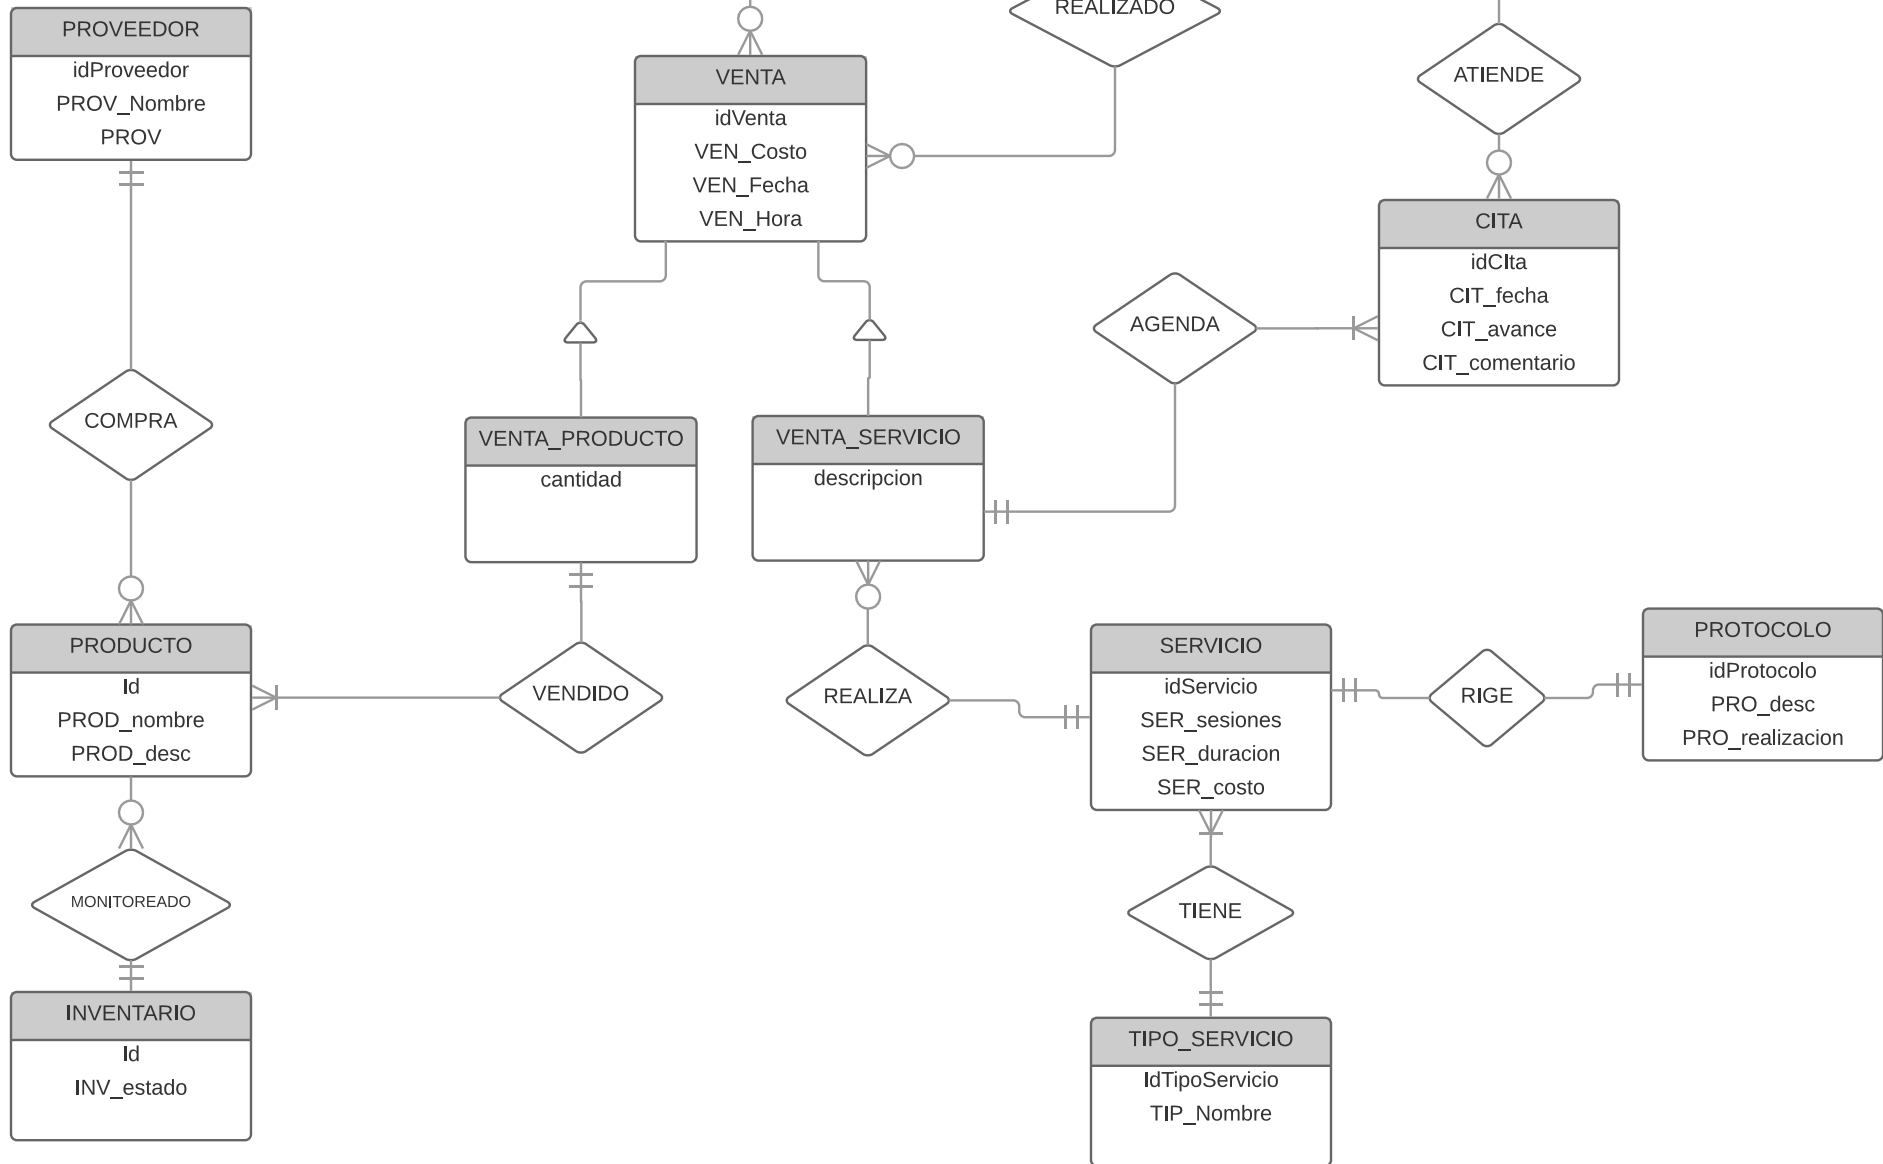 PROVEEDOR
idProveedor
PROV_Nombre
PROV
REALIZADO
VENTA
idVenta
VEN_Costo
VEN_Fecha
VEN_Hora
ATIENDE
CITA
idCIta
CIT_fecha
CIT_avance
CIT_comentario
AGENDA
COMPRA
VENTA_PRODUCTO
cantidad
VENTA_SERVICIO
descripcion
PRODUCTO
Id
PROD_nombre
PROD_desc
VENDIDO
REALIZA
SERVICIO
idServicio
SER_sesiones
SER_duracion
SER_costo
RIGE
PROTOCOLO
idProtocolo
PRO_desc
PRO_realizacion
MONITOREADO
TIENE
INVENTARIO
Id
INV_estado
TIPO_SERVICIO
IdTipoServicio
TIP_Nombre